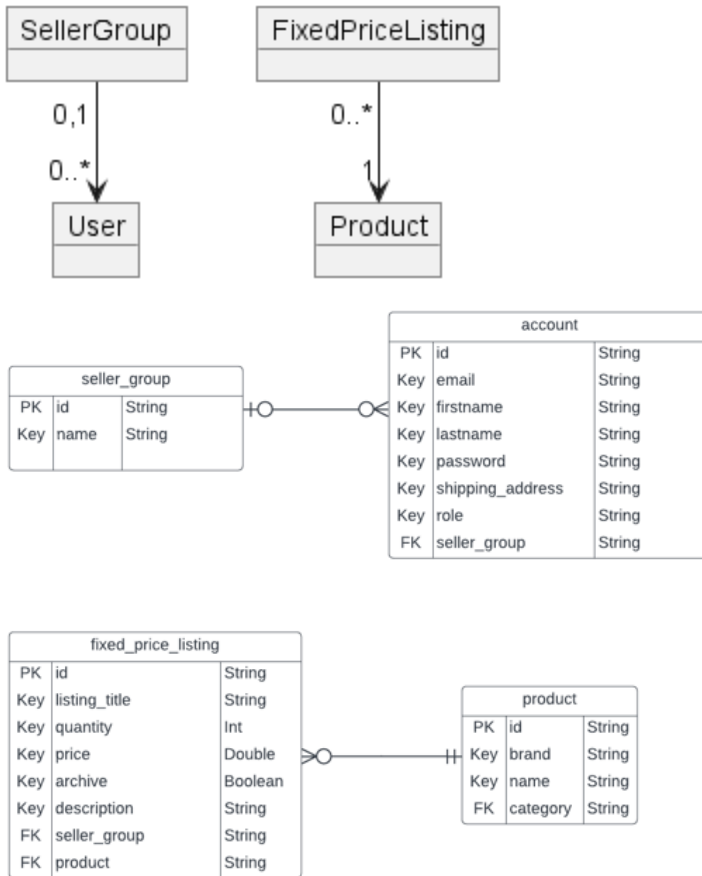 SellerGroup
FixedPriceListing
0,1
0..*
0..*
1
User
Product
account
PK id String
Key email String
Key firstname String
Key lastname String
Key password String
Key shipping_address String
Key role String
FK seller_group String
seller_group
PK id String
Key name String
fixed_price_listing
PK id String
Key listing_title String
Key quantity Int
Key price Double
Key archive Boolean
Key description String
FK seller_group String
FK product String
product
PK id String
Key brand String
Key name String
FK category String